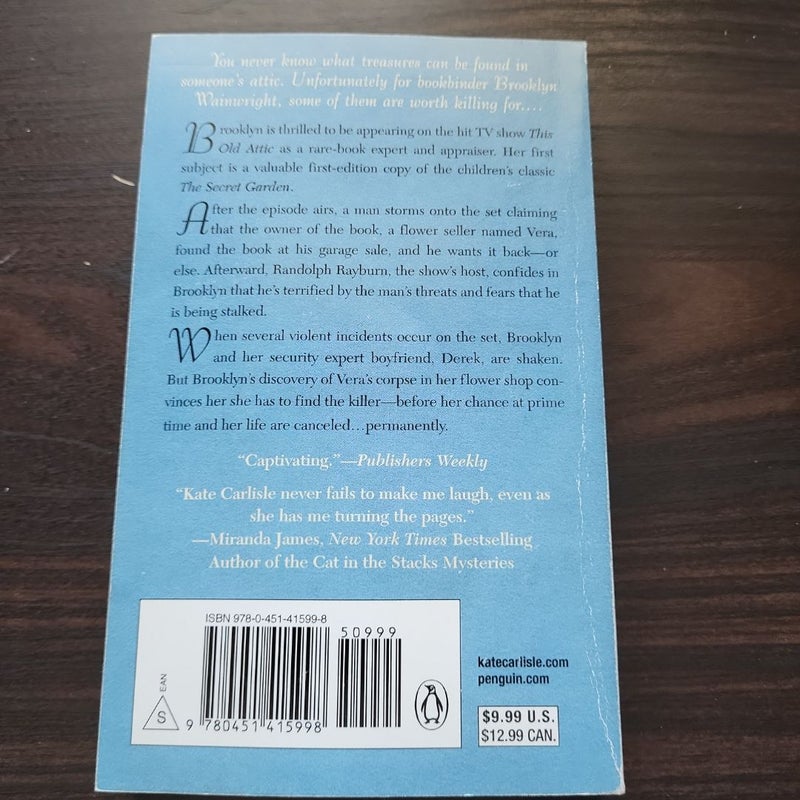 You never know what treasures can be found in
someone's attic. Unfortunately for bookbinder Brooklyn
Wainwright, some of them are worth killing for....
Brooklyn is thrilled to be appearing on the hit TV show This
Old Attic as a rare-book expert and appraiser. Her first
subject is a valuable first-edition copy of the children's classic
The Secret Garden.
After the episode airs, a man storms onto the set claiming
that the owner of the book, a flower seller named Vera,
found the book at his garage sale, and he wants it back—or
else. Afterward, Randolph Rayburn, the show's host, confides in
Brooklyn that he's terrified by the man's threats and fears that he
is being stalked.
When several violent incidents occur on the set, Brooklyn
and her security expert boyfriend, Derek, are shaken.
But Brooklyn's discovery of Vera's corpse in her flower shop con-
vinces her she has to find the killer—before her chance at prime
time and her life are canceled...permanently.
"Captivating."—Publishers Weekly
"Kate Carlisle never fails to make me laugh, even as
she has me turning the pages."
—Miranda James, New York Times Bestselling
Author of the Cat in the Stacks Mysteries
ISBN 978-0-451-41599-8
50999
EAN
S
9 780451 415998
katecarlisle.com
penguin.com
$9.99 U.S.
$12.99 CAN.